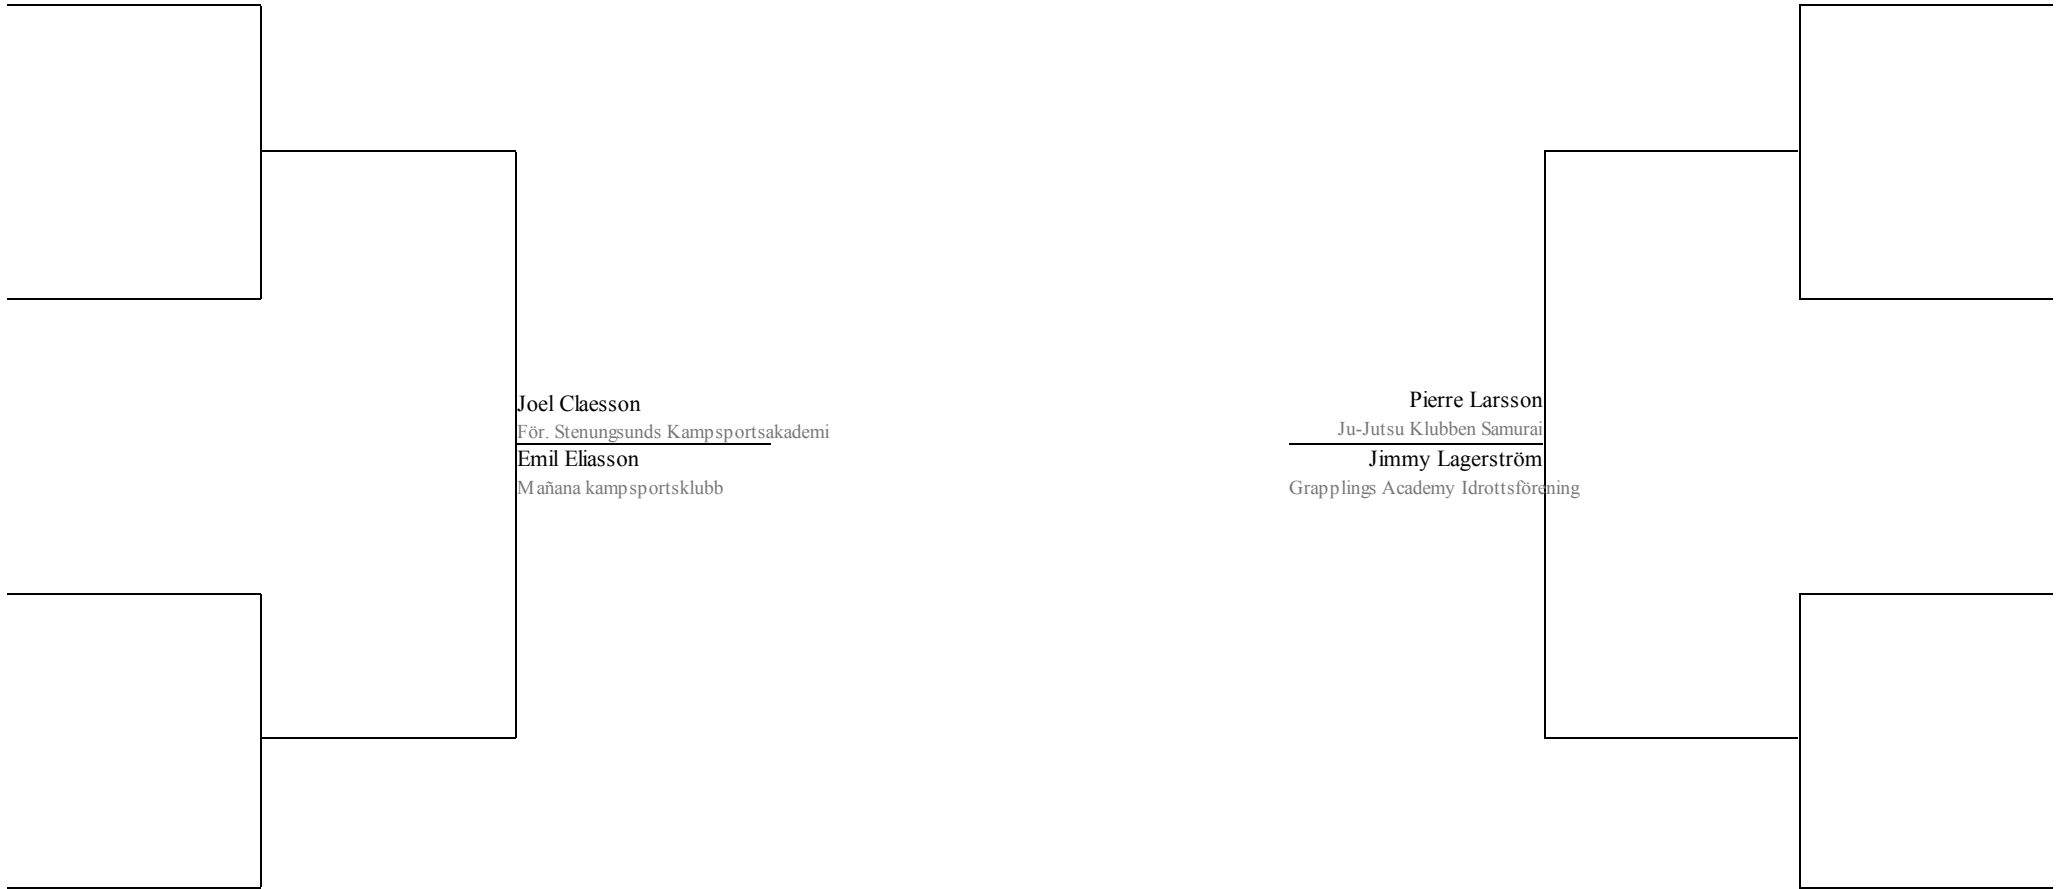 Joel Claesson
För. Stenungsunds Kampsportsakademi
Emil Eliasson
Mañana kampsportsklubb
Pierre Larsson
Ju-Jutsu Klubben Samurai
Jimmy Lagerström
Grapplings Academy Idrottsförening